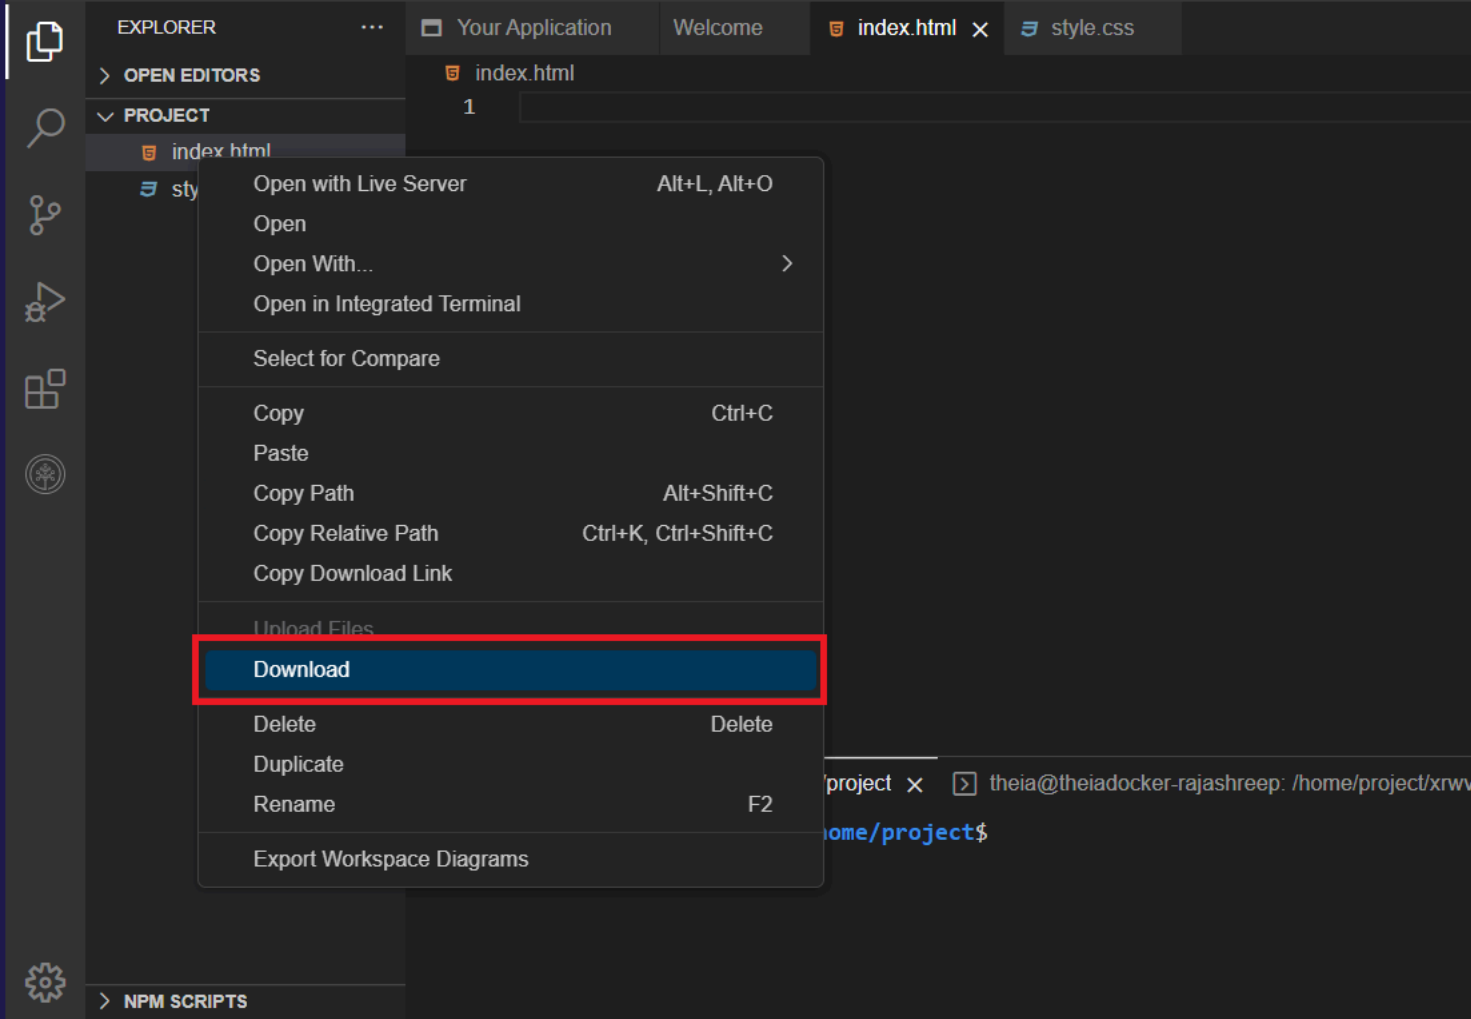 EXPLORER ...
Your Application
Welcome
index.html
style.css
OPEN EDITORS
index.html
1
PROJECT
index.html
sty
Open with Live Server Alt+L, Alt+O
Open
Open With...
Open in Integrated Terminal
Select for Compare
Copy Ctrl+C
Paste
Copy Path Alt+Shift+C
Copy Relative Path Ctrl+K, Ctrl+Shift+C
Copy Download Link
Upload Files
Download
Delete Delete
Duplicate
Rename F2
Export Workspace Diagrams
/project
theia@theiadocker-rajashreep: /home/project/xrwv
home/project$
NPM SCRIPTS